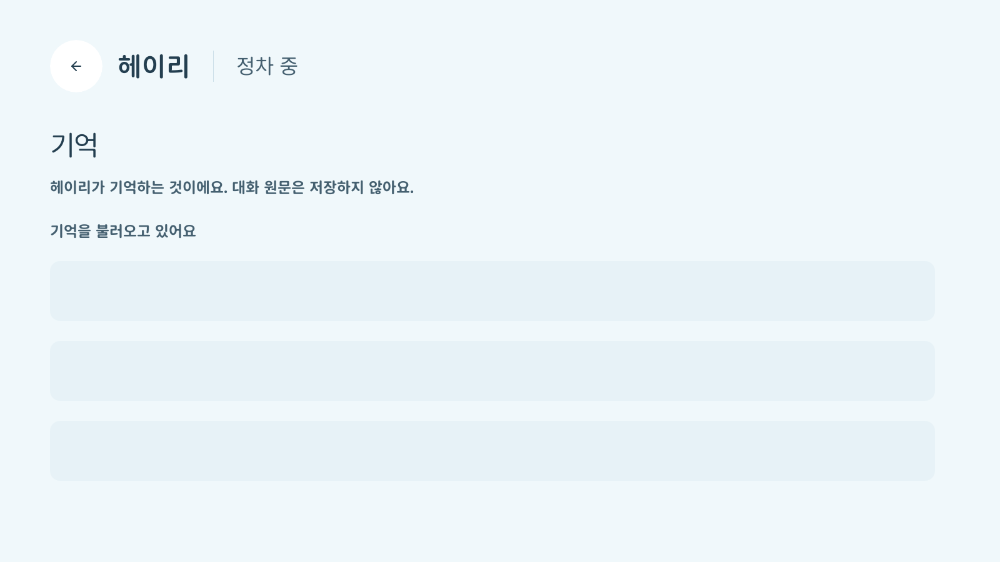 헤이리
정차 중
기억
헤이리가 기억하는 것이에요. 대화 원문은 저장하지 않아요.
기억을 불러오고 있어요